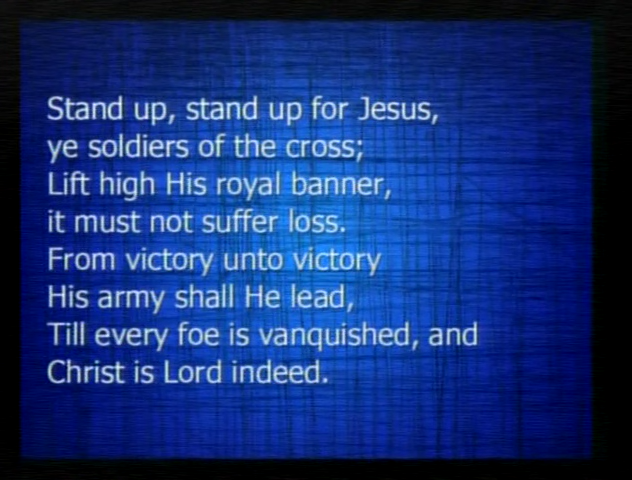 Stand up, stand up for Jesus,
ye soldiers of the cross;
Lift high His royal banner,
it must not suffer loss.
From victory unto victory
His army shall He lead,
Till every foe is vanquished, and
Christ is Lord indeed.